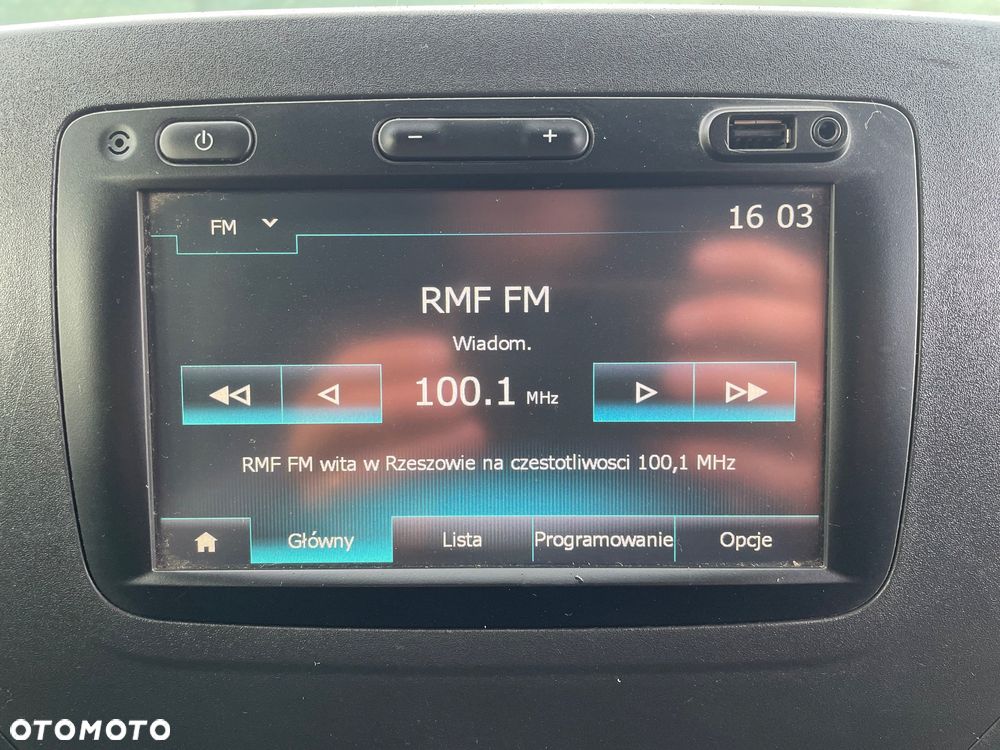 FM
16 03
RMF FM
Wiadom.
100.1 MHz
RMF FM wita w Rzeszowie na czestotliwosci 100,1 MHz
Główny Lista Programowanie Opcje
OTOMOTO